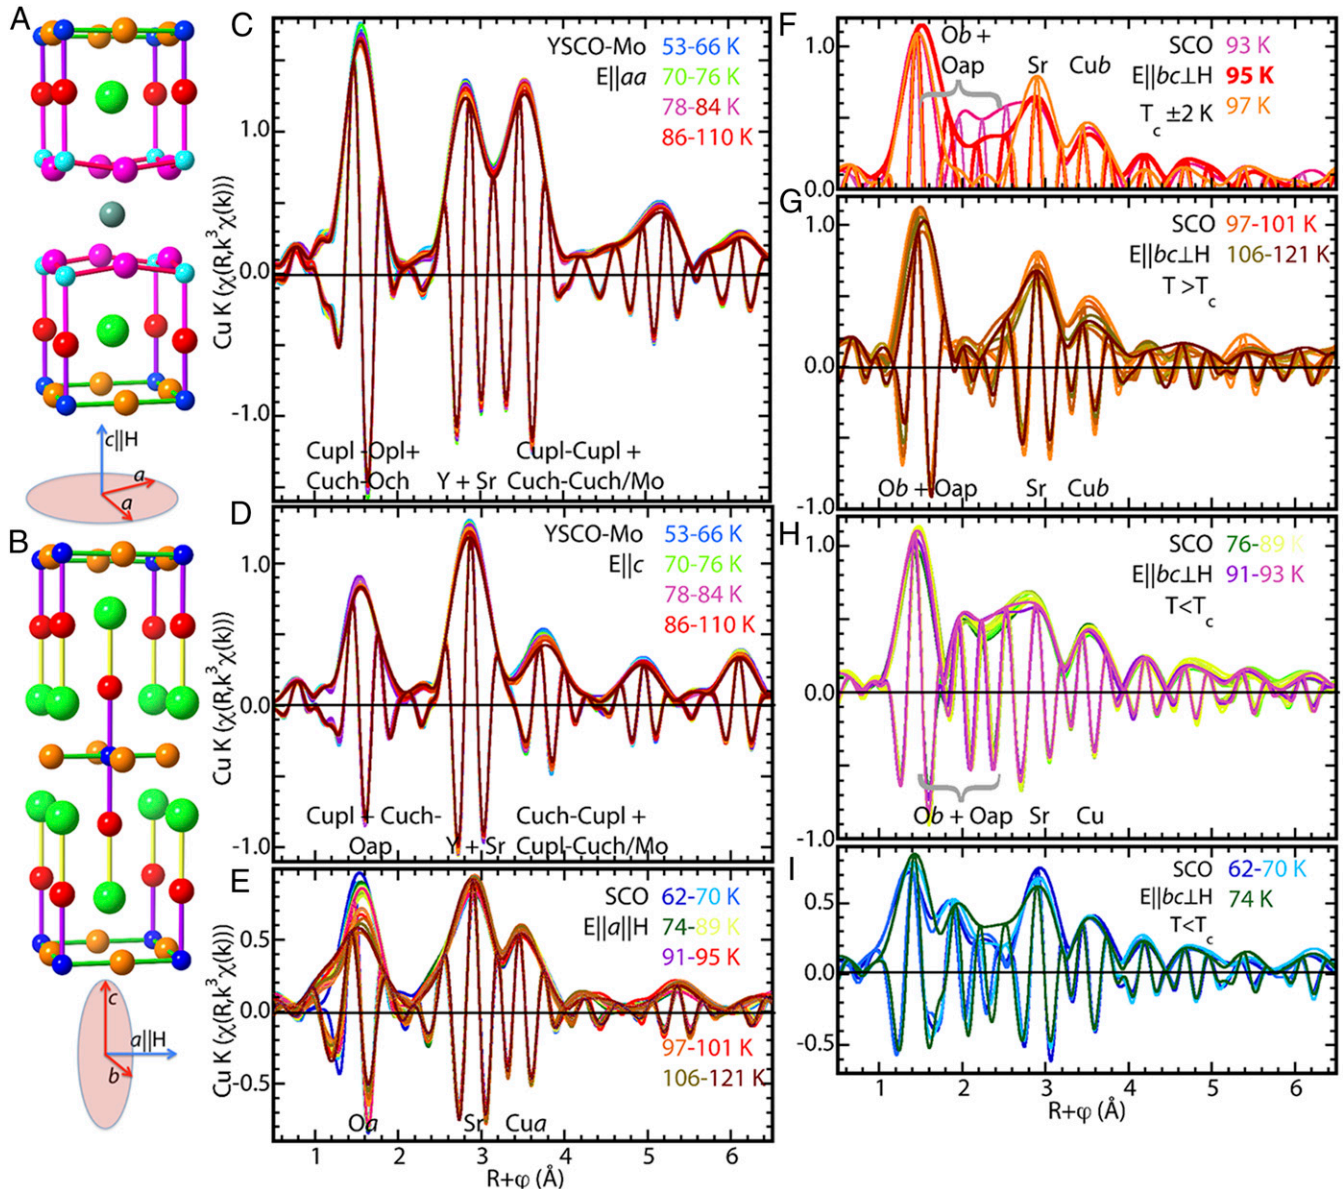 A
c||H
a
a
B
c
a||H
b
C
YSCO-Mo 53-66 K
E||aa 70-76 K
78-84 K
86-110 K
1.0
0.0
-1.0
Cu K (χ(R,k³χ(k)))
Cupl -Opl+ Cupl-Cupl +
Cuch-Och Y + Sr Cuch-Cuch/Mo
D
YSCO-Mo 53-66 K
E||c 70-76 K
78-84 K
86-110 K
1.0
0.0
-1.0
Cu K (χ(R,k³χ(k)))
Cupl + Cuch- Cuch-Cupl +
Oap Y + Sr Cupl-Cuch/Mo
E
SCO 62-70 K
E||a||H 74-89 K
91-95 K
97-101 K
106-121 K
0.5
0.0
-0.5
Cu K (χ(R,k³χ(k)))
Oa Sr Cua
1 2 3 4 5 6
R+φ (Å)
F
Ob +
Oap Sr Cub
SCO 93 K
E||bc⊥H 95 K
Tc ±2 K 97 K
1.0
0.0
G
SCO 97-101 K
E||bc⊥H 106-121 K
T >Tc
1.0
0.0
-1.0
Ob + Oap Sr Cub
H
SCO 76-89 K
E||bc⊥H 91-93 K
T<Tc
1.0
0.0
-1.0
Ob + Oap Sr Cu
I
SCO 62-70 K
E||bc⊥H 74 K
T<Tc
0.5
0.0
-0.5
1 2 3 4 5 6
R+φ (Å)